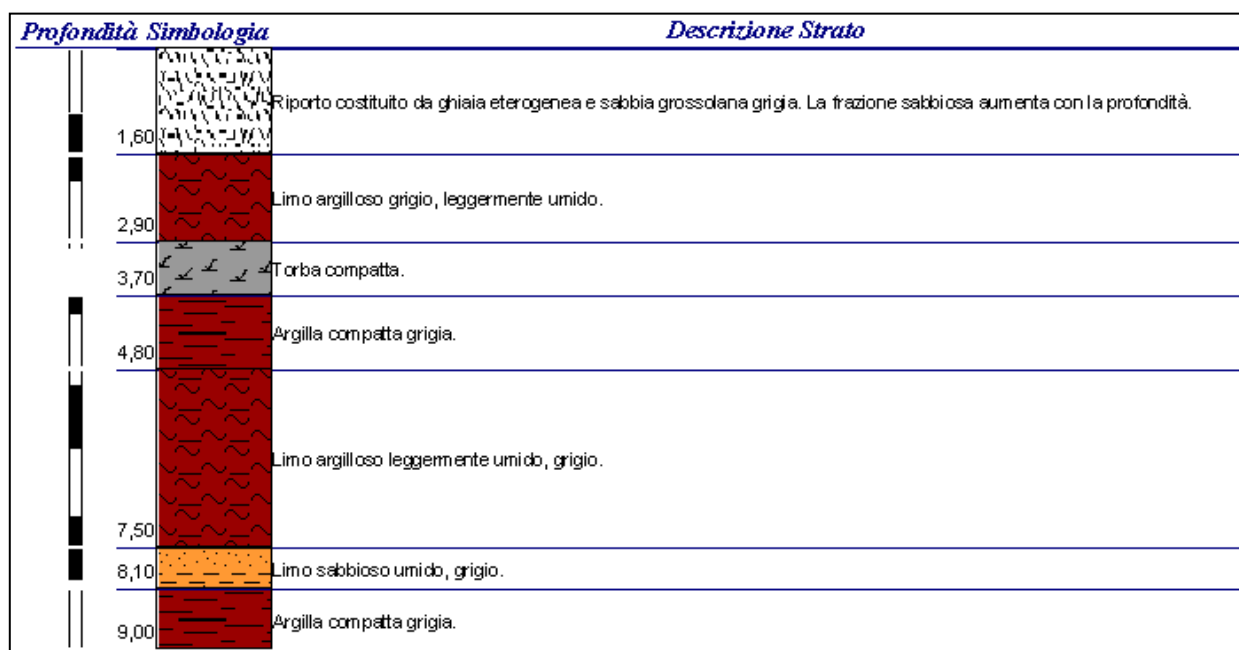 Profondità Simbologia Descrizione Strato
Riporto costituito da ghiaia eterogenea e sabbia grossolana grigia. La frazione sabbiosa aumenta con la profondità.
1,60
Limo argilloso grigio, leggermente umido.
2,90
Torba compatta.
3,70
Argilla compatta grigia.
4,80
Limo argilloso leggermente umido, grigio.
7,50
Limo sabbioso umido, grigio.
8,10
Argilla compatta grigia.
9,00